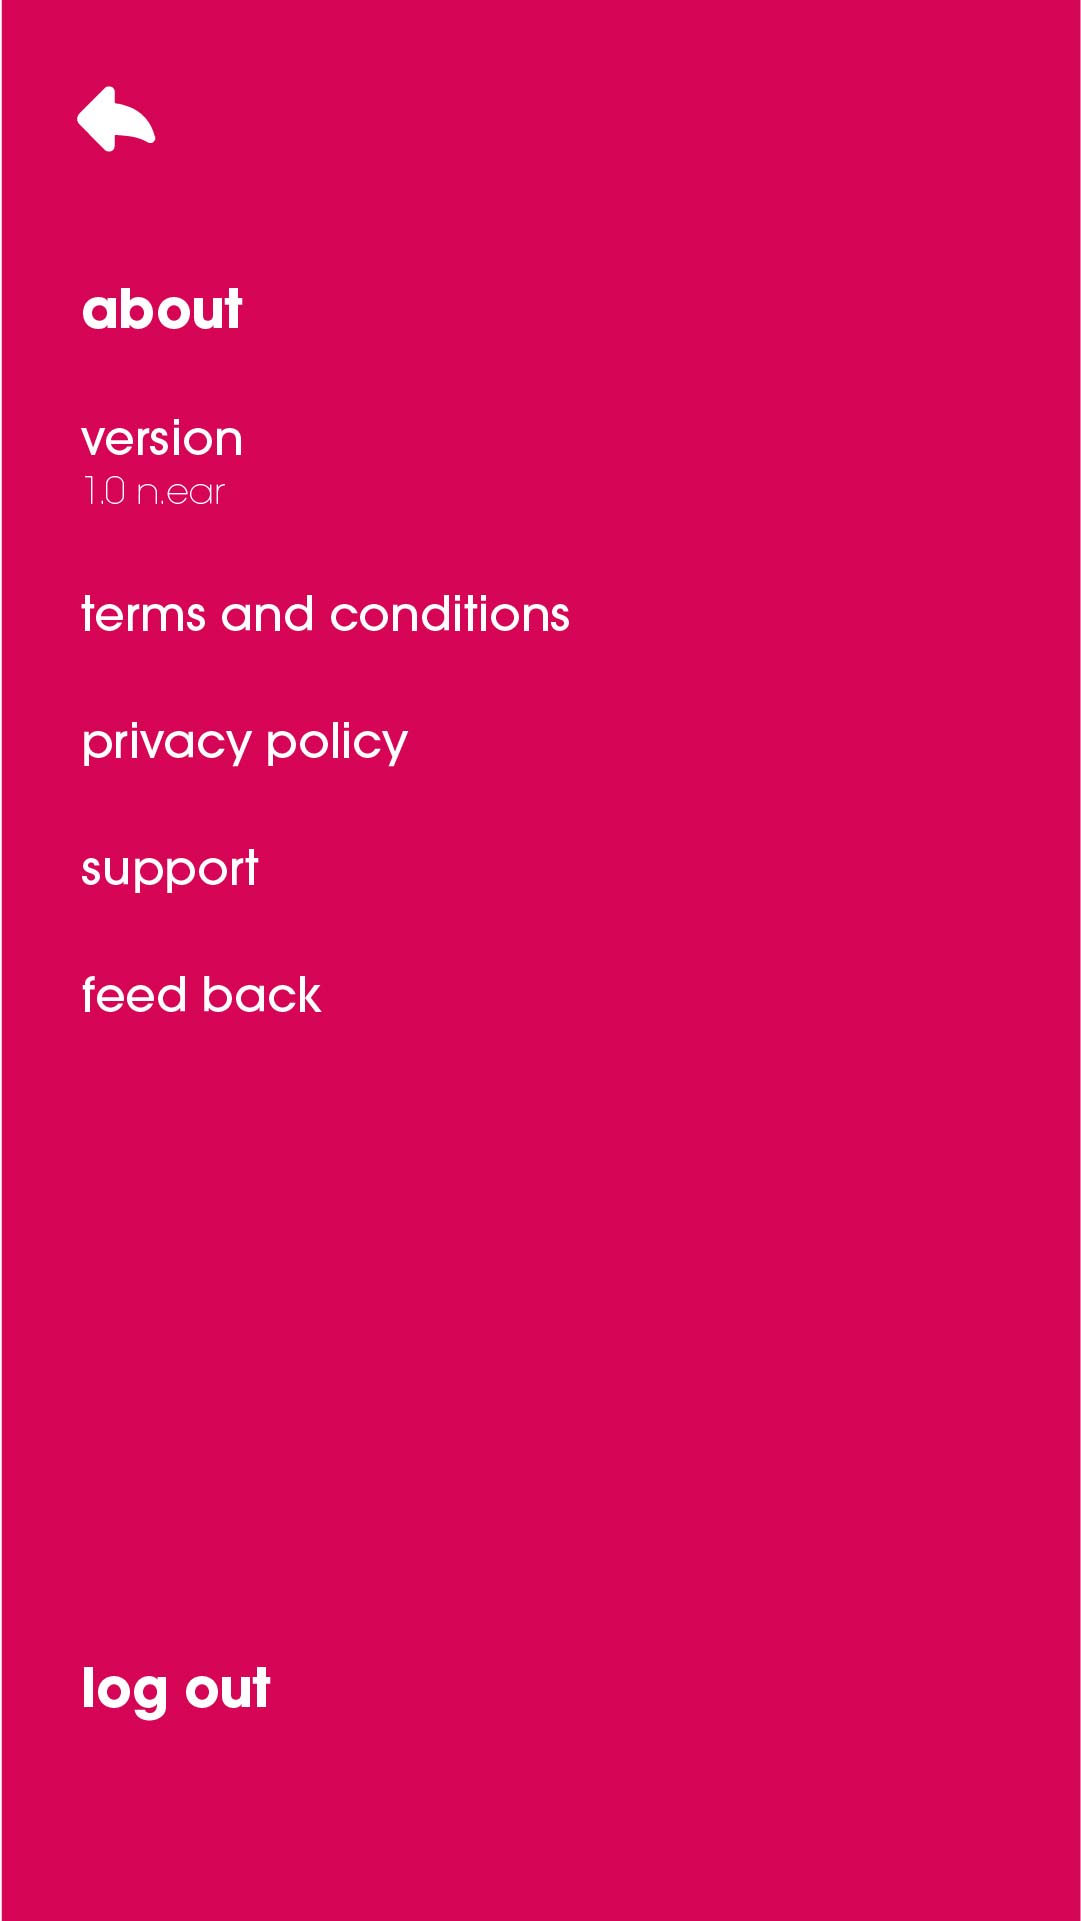 about
version
1.0 n.ear
terms and conditions
privacy policy
support
feed back
log out